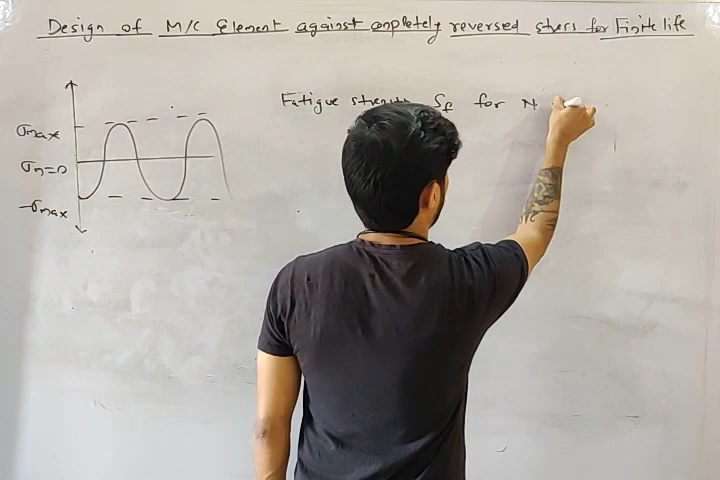 Design of M/C Element against completely reversed stress for Finite life
Fatigue strength Sf for N
σmax
σm=0
-σmax